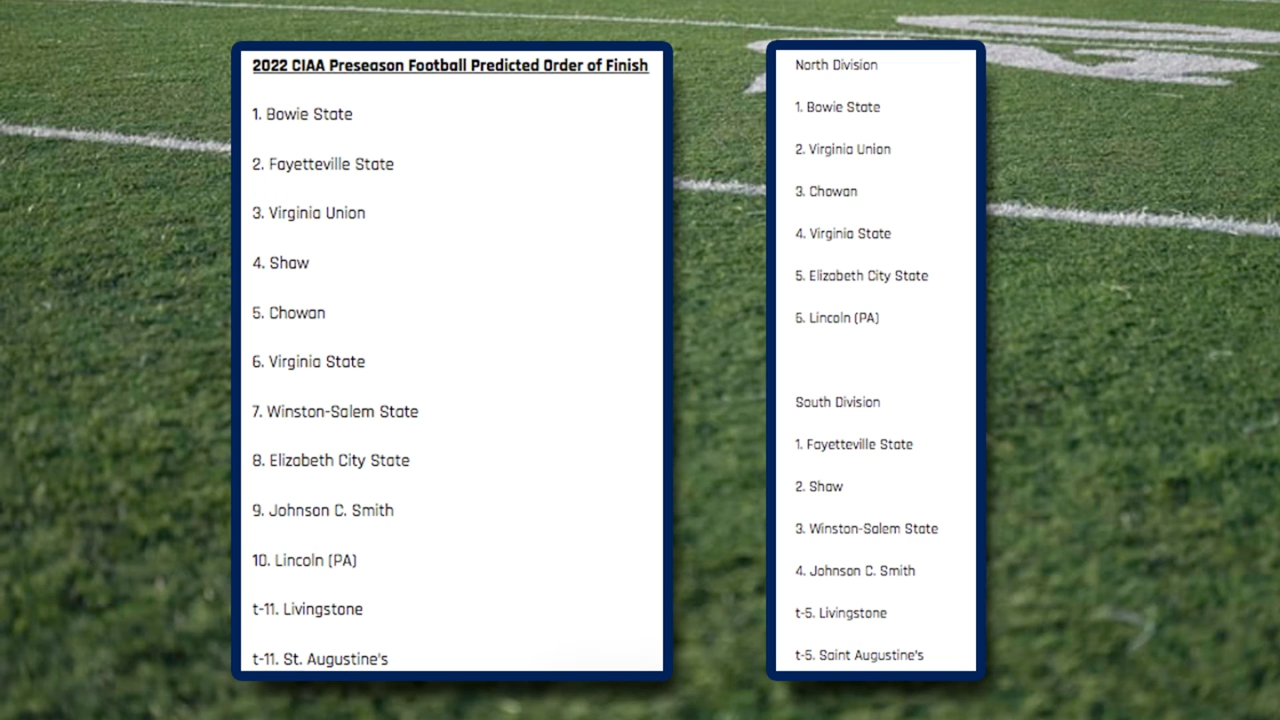 2022 CIAA Preseason Football Predicted Order of Finish
1. Bowie State
2. Fayetteville State
3. Virginia Union
4. Shaw
5. Chowan
6. Virginia State
7. Winston-Salem State
8. Elizabeth City State
9. Johnson C. Smith
10. Lincoln (PA)
t-11. Livingstone
t-11. St. Augustine's
North Division
1. Bowie State
2. Virginia Union
3. Chowan
4. Virginia State
5. Elizabeth City State
6. Lincoln (PA)
South Division
1. Fayetteville State
2. Shaw
3. Winston-Salem State
4. Johnson C. Smith
t-5. Livingstone
t-5. Saint Augustine's